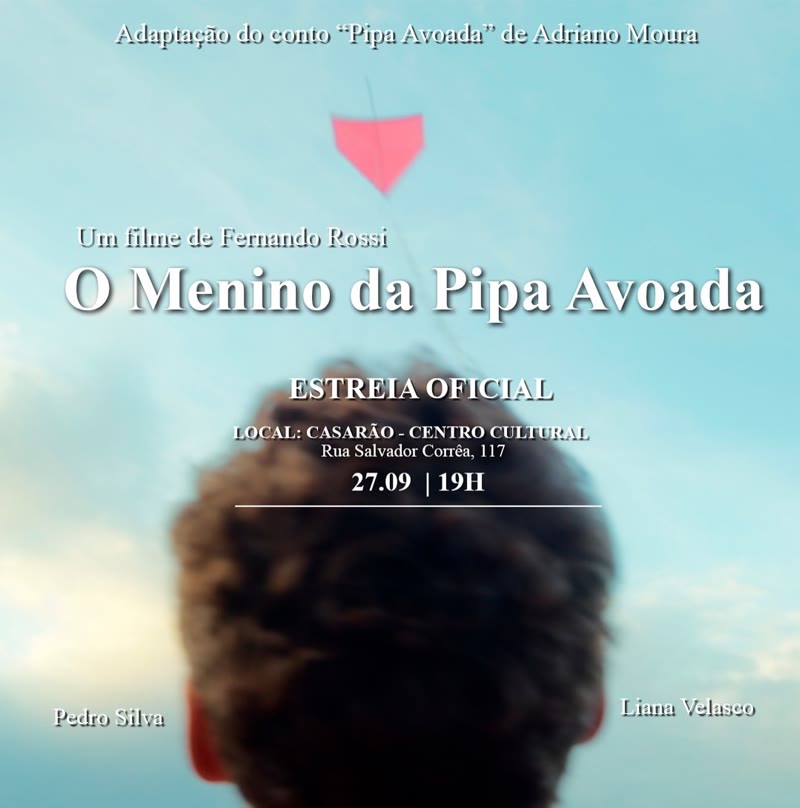 Adaptação do conto “Pipa Avoada” de Adriano Moura
Um filme de Fernando Rossi
O Menino da Pipa Avoada
ESTREIA OFICIAL
LOCAL: CASARÃO - CENTRO CULTURAL
Rua Salvador Corrêa, 117
27.09 | 19H
Pedro Silva
Liana Velasco